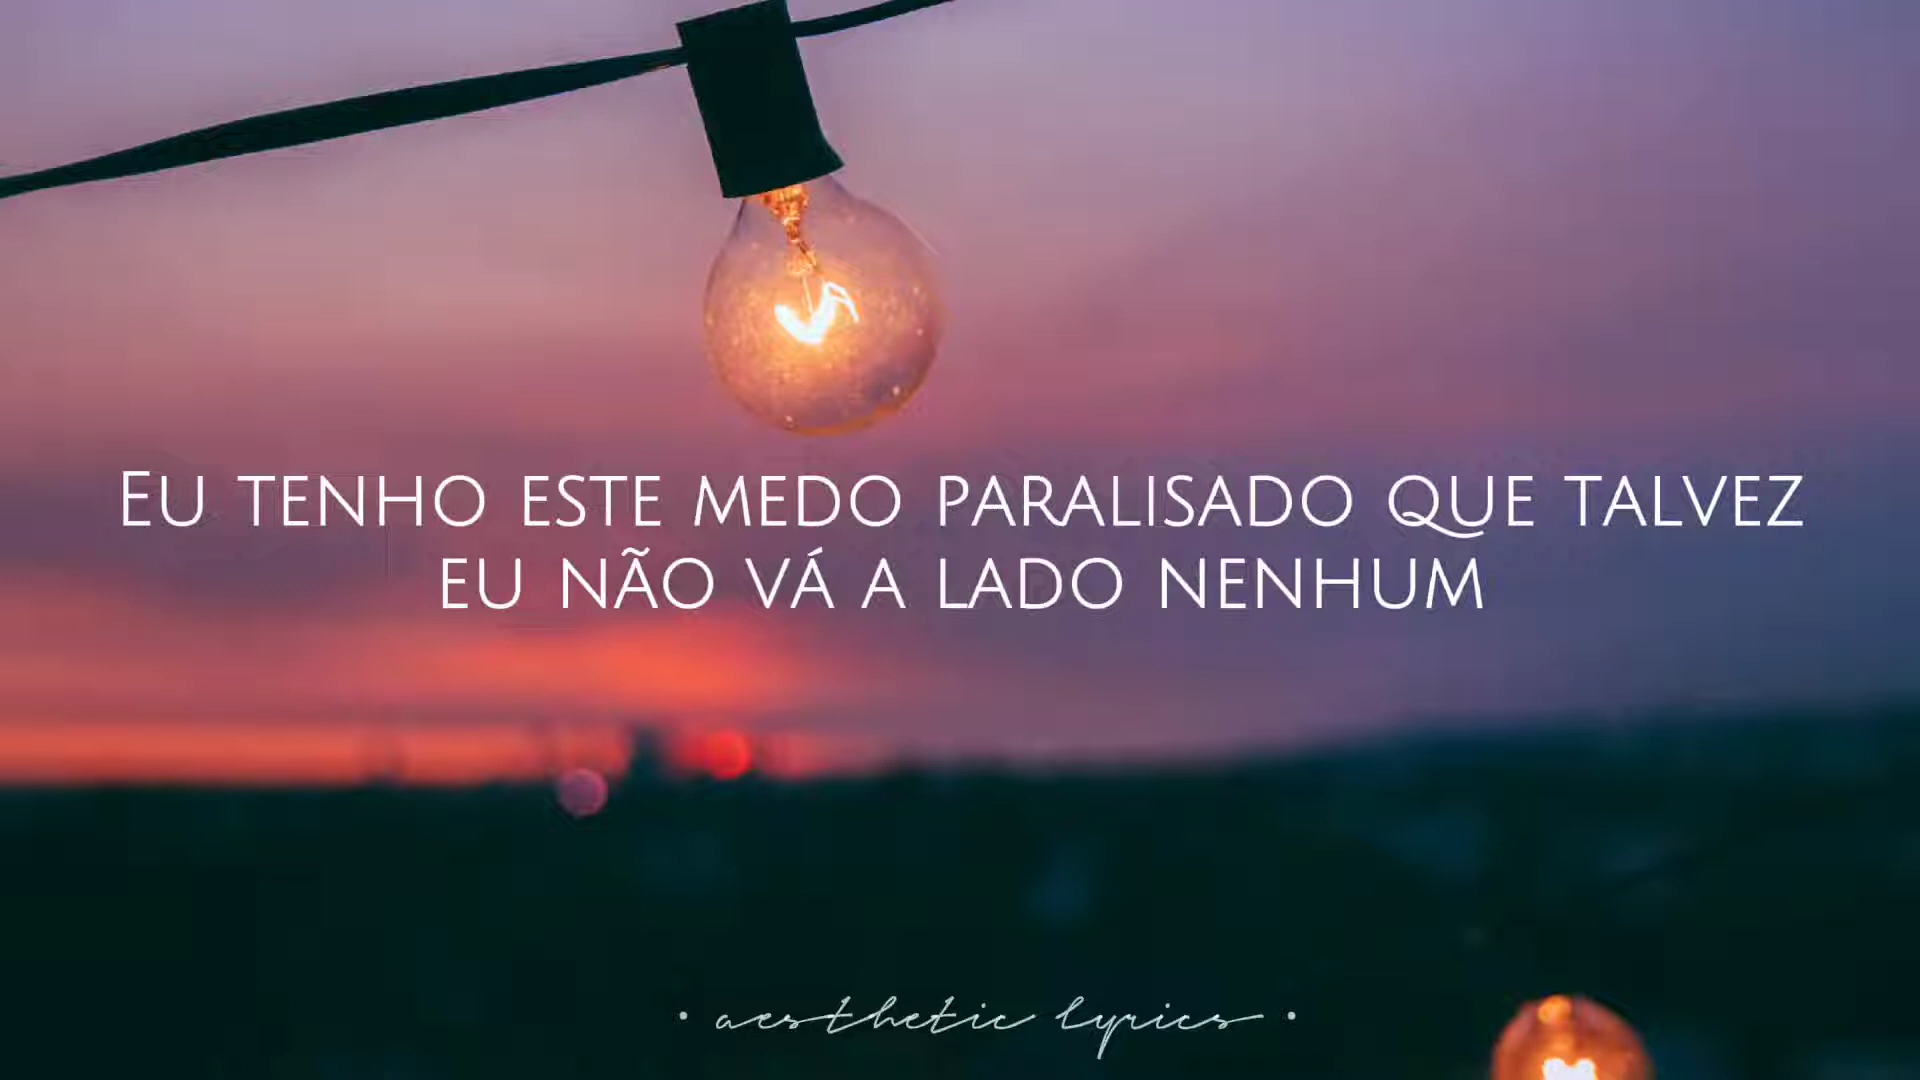 Eu tenho este medo paralisado que talvez
eu não vá a lado nenhum
• aesthetic lyrics •